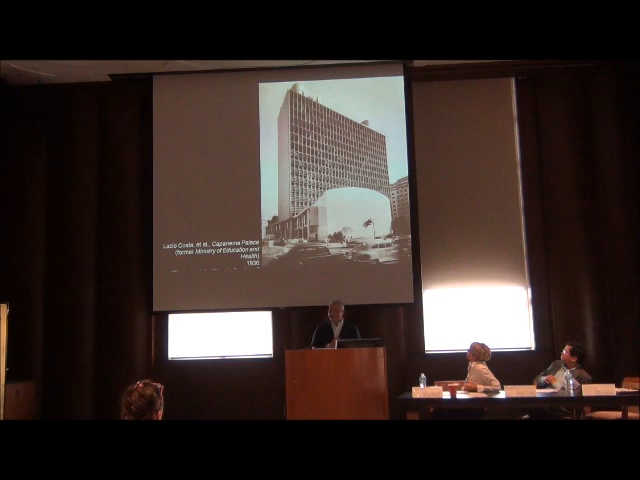 Lucio Costa, et al., Capanema Palace
(former Ministry of Education and
Health)
1936